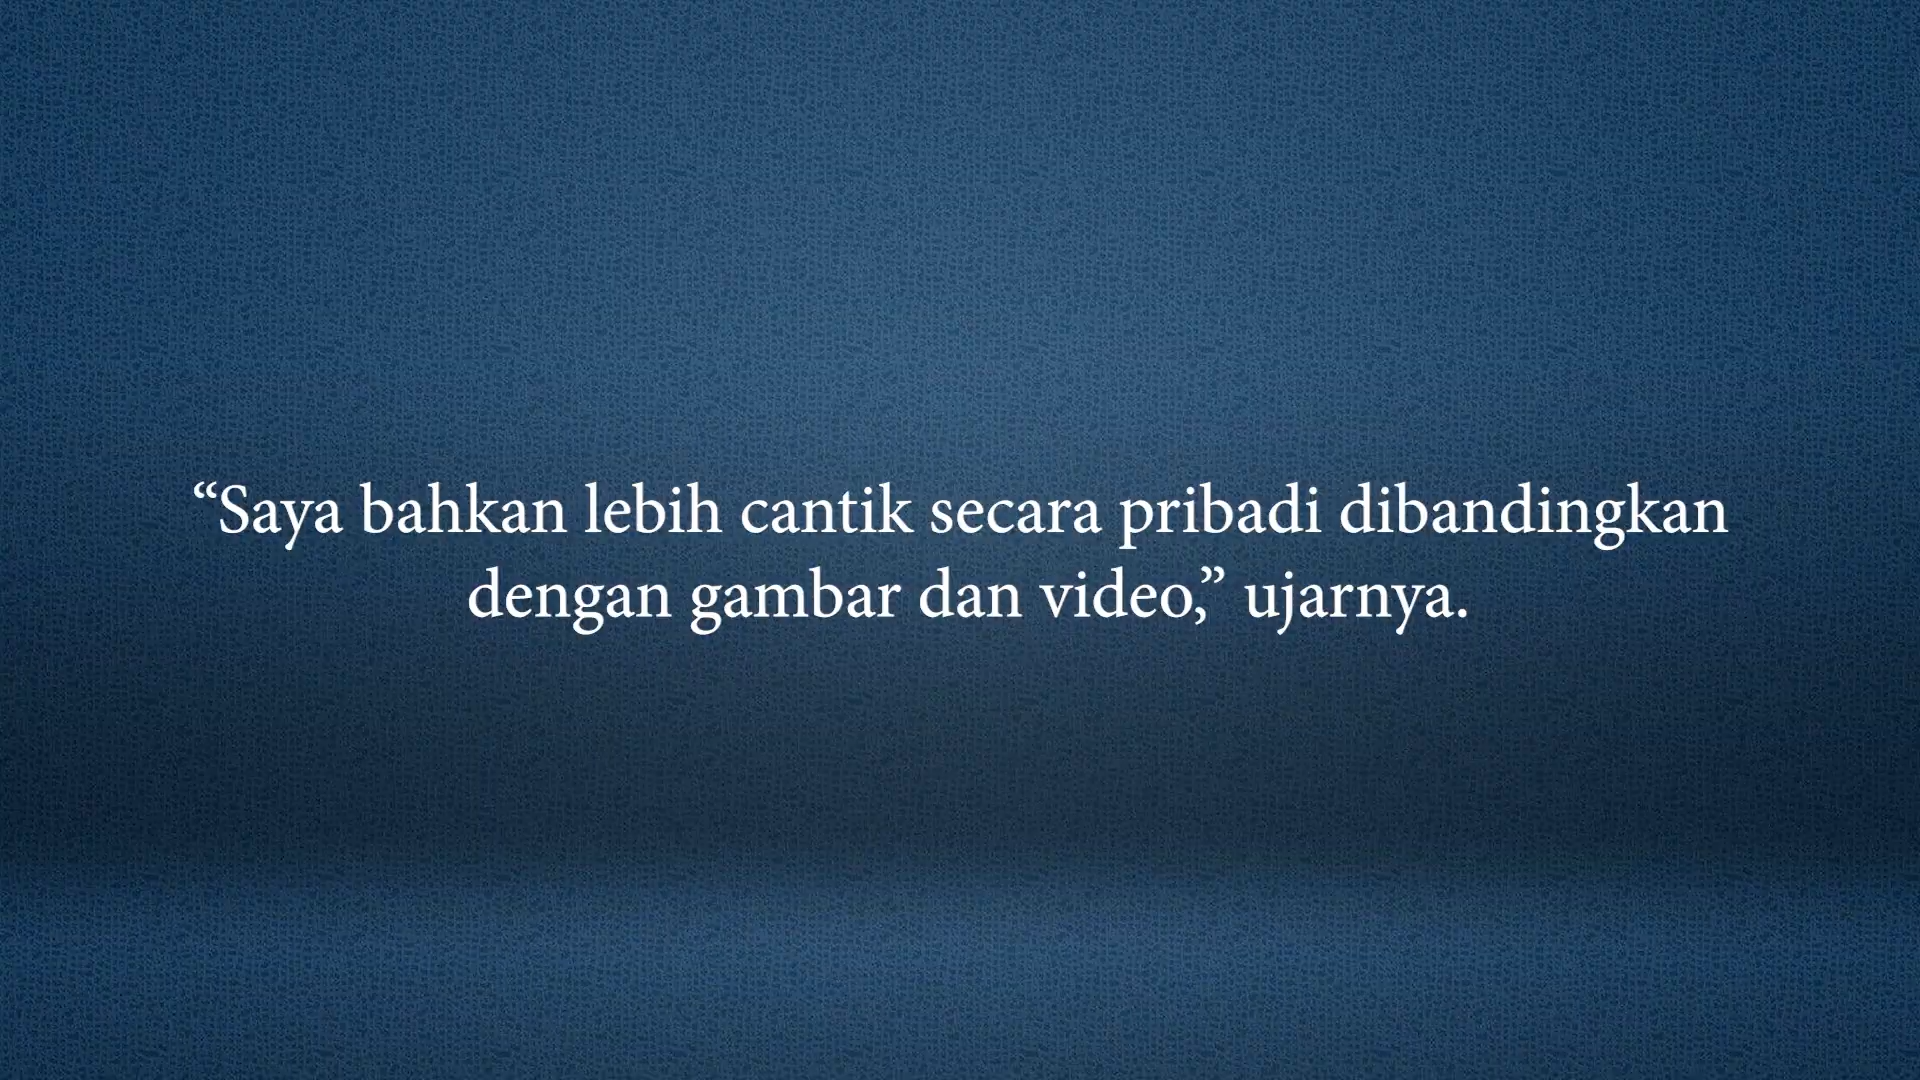 “Saya bahkan lebih cantik secara pribadi dibandingkan
dengan gambar dan video,” ujarnya.